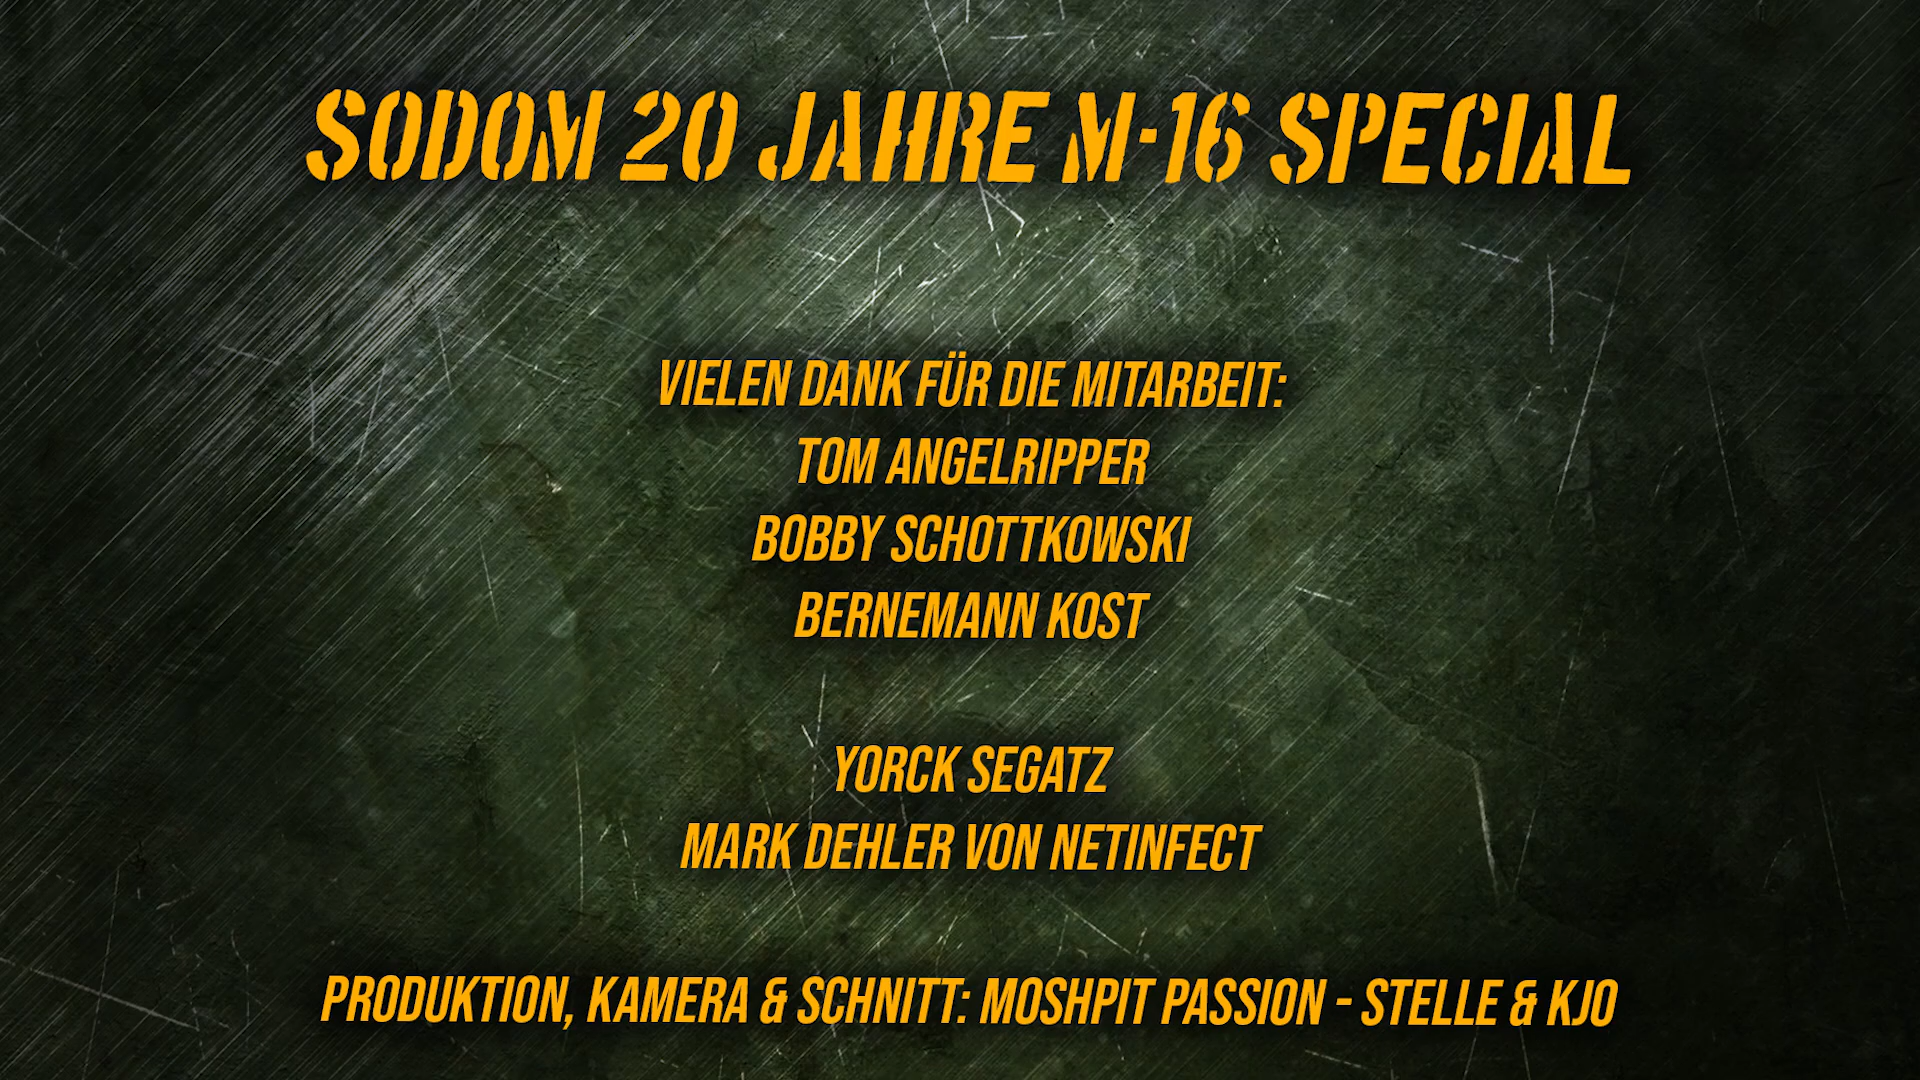 SODOM 20 JAHRE M-16 SPECIAL
VIELEN DANK FÜR DIE MITARBEIT:
TOM ANGELRIPPER
BOBBY SCHOTTKOWSKI
BERNEMANN KOST
YORCK SEGATZ
MARK DEHLER VON NETINFECT
PRODUKTION, KAMERA & SCHNITT: MOSHPIT PASSION - STELLE & KJO